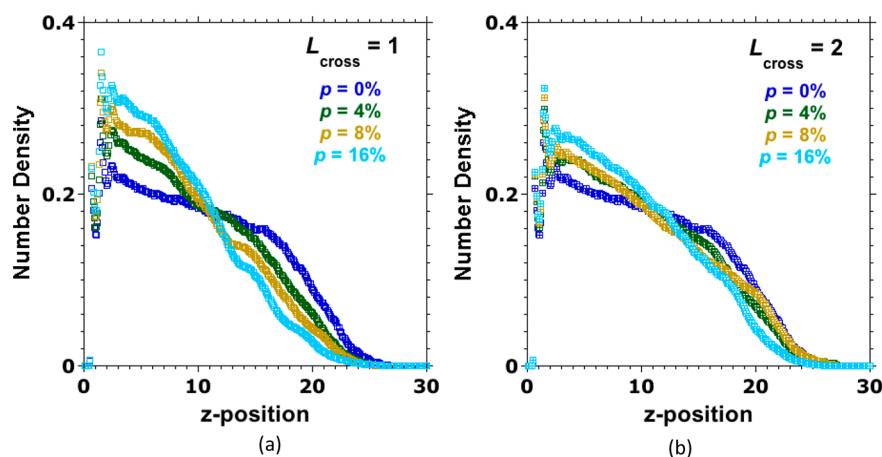 0.4
L cross = 1
p = 0%
p = 4%
p = 8%
p = 16%
Number Density
0.2
0
0 10 20 30
z-position
(a)
0.4
L cross = 2
p = 0%
p = 4%
p = 8%
p = 16%
Number Density
0.2
0
0 10 20 30
z-position
(b)